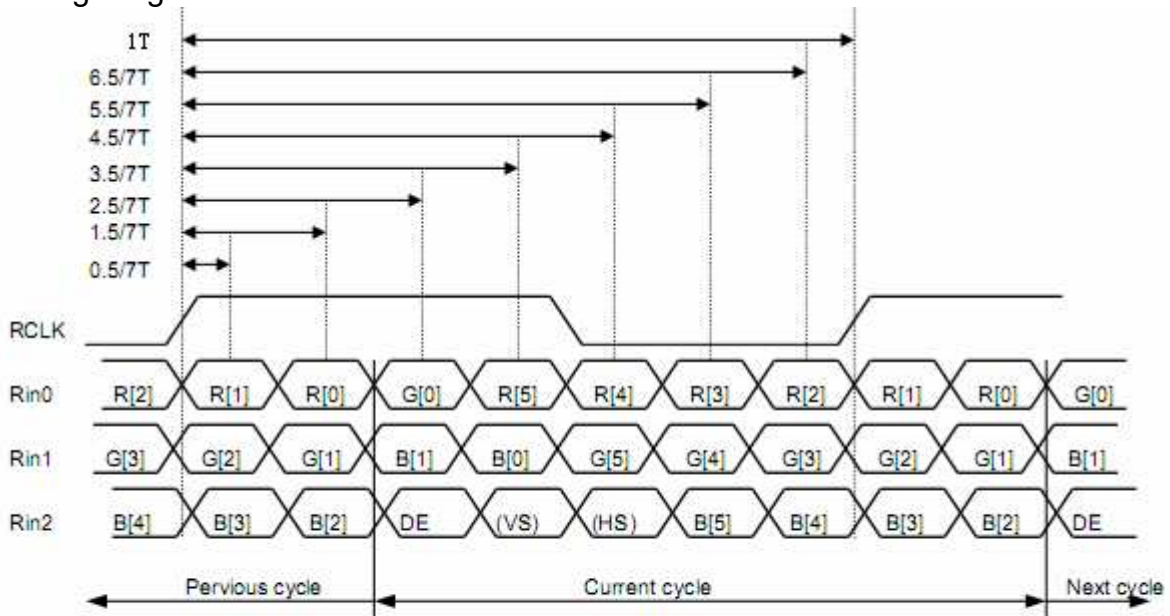 1T
6.5/7T
5.5/7T
4.5/7T
3.5/7T
2.5/7T
1.5/7T
0.5/7T
RCLK
Rin0 R[2] R[1] R[0] G[0] R[5] R[4] R[3] R[2] R[1] R[0] G[0]
Rin1 G[3] G[2] G[1] B[1] B[0] G[5] G[4] G[3] G[2] G[1] B[1]
Rin2 B[4] B[3] B[2] DE (VS) (HS) B[5] B[4] B[3] B[2] DE
Pervious cycle Current cycle Next cycle